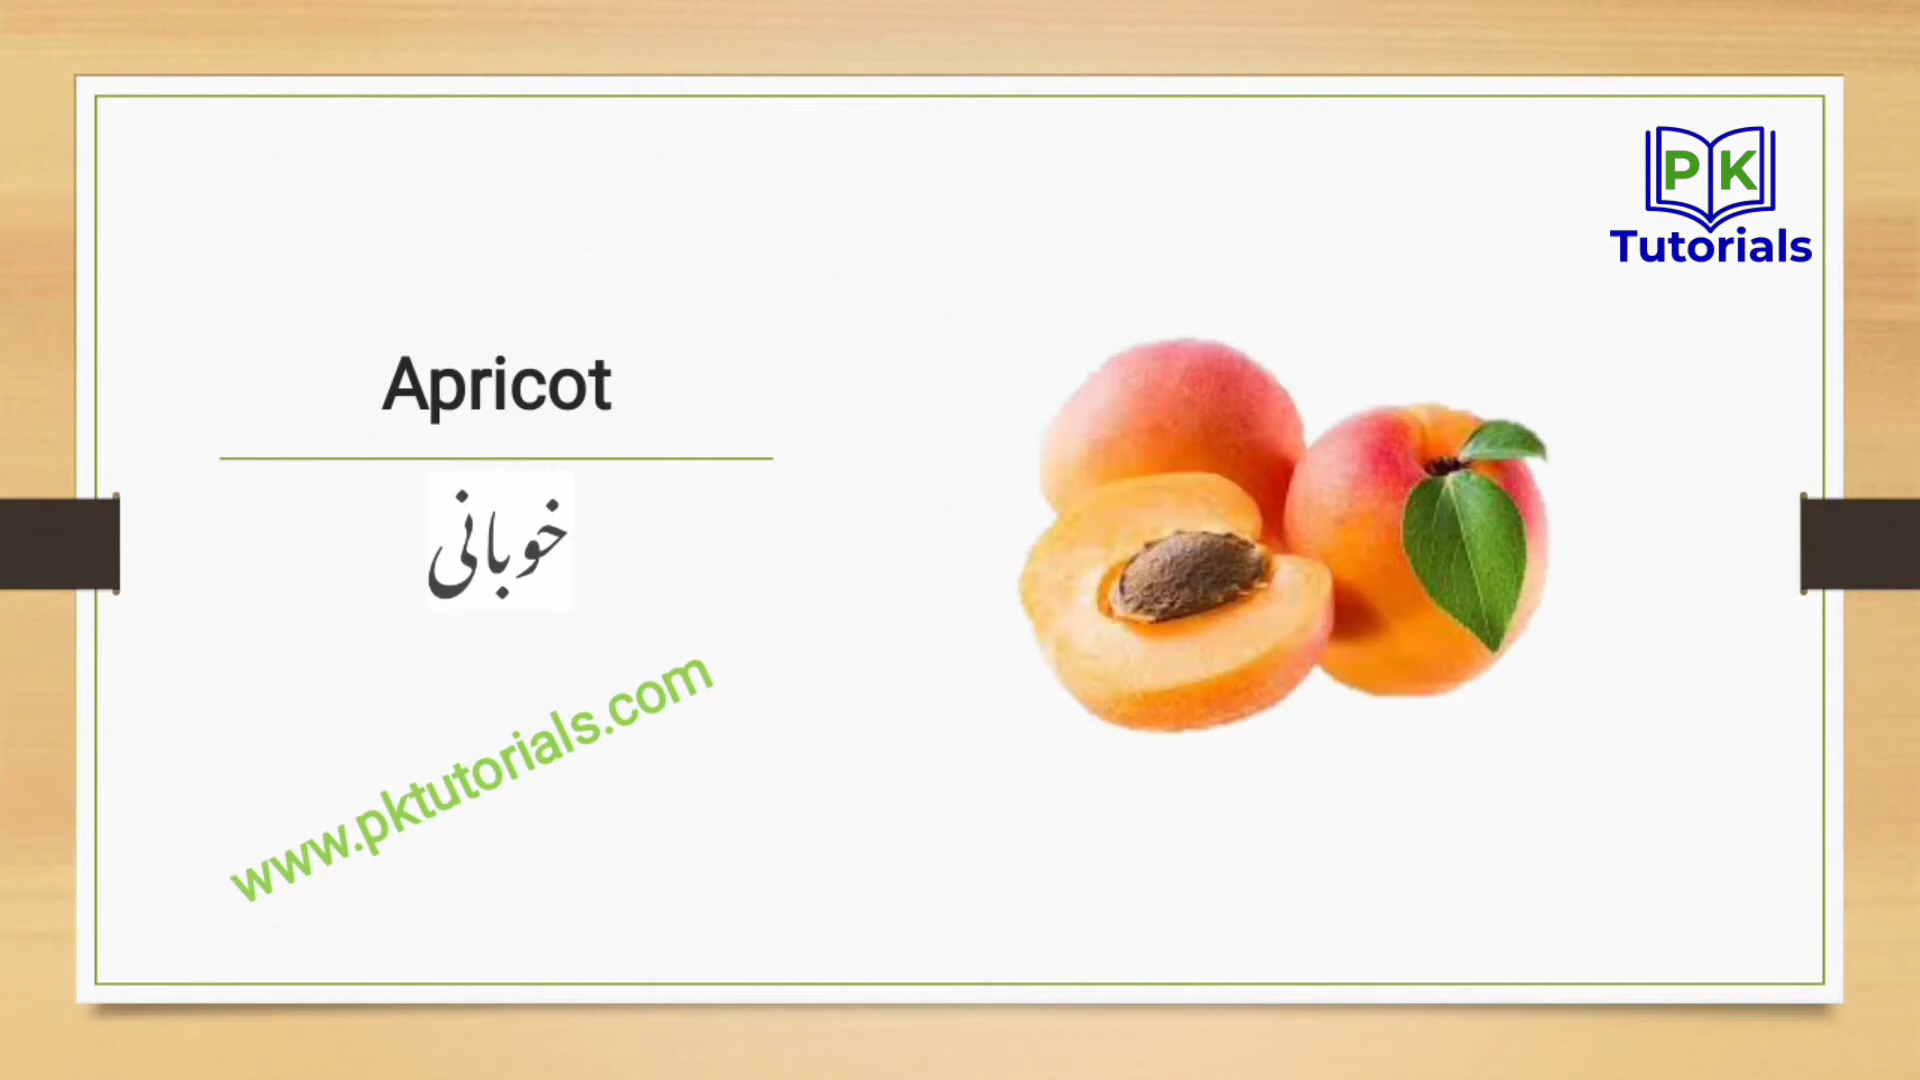 PK
Tutorials
Apricot
خوبانی
www.pktutorials.com